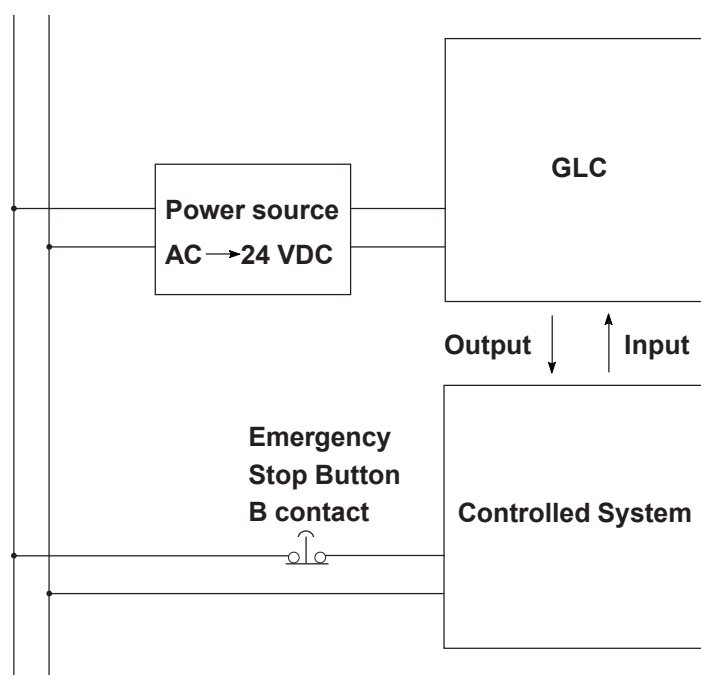 GLC
Power source
AC → 24 VDC
Output
Input
Emergency
Stop Button
B contact
Controlled System